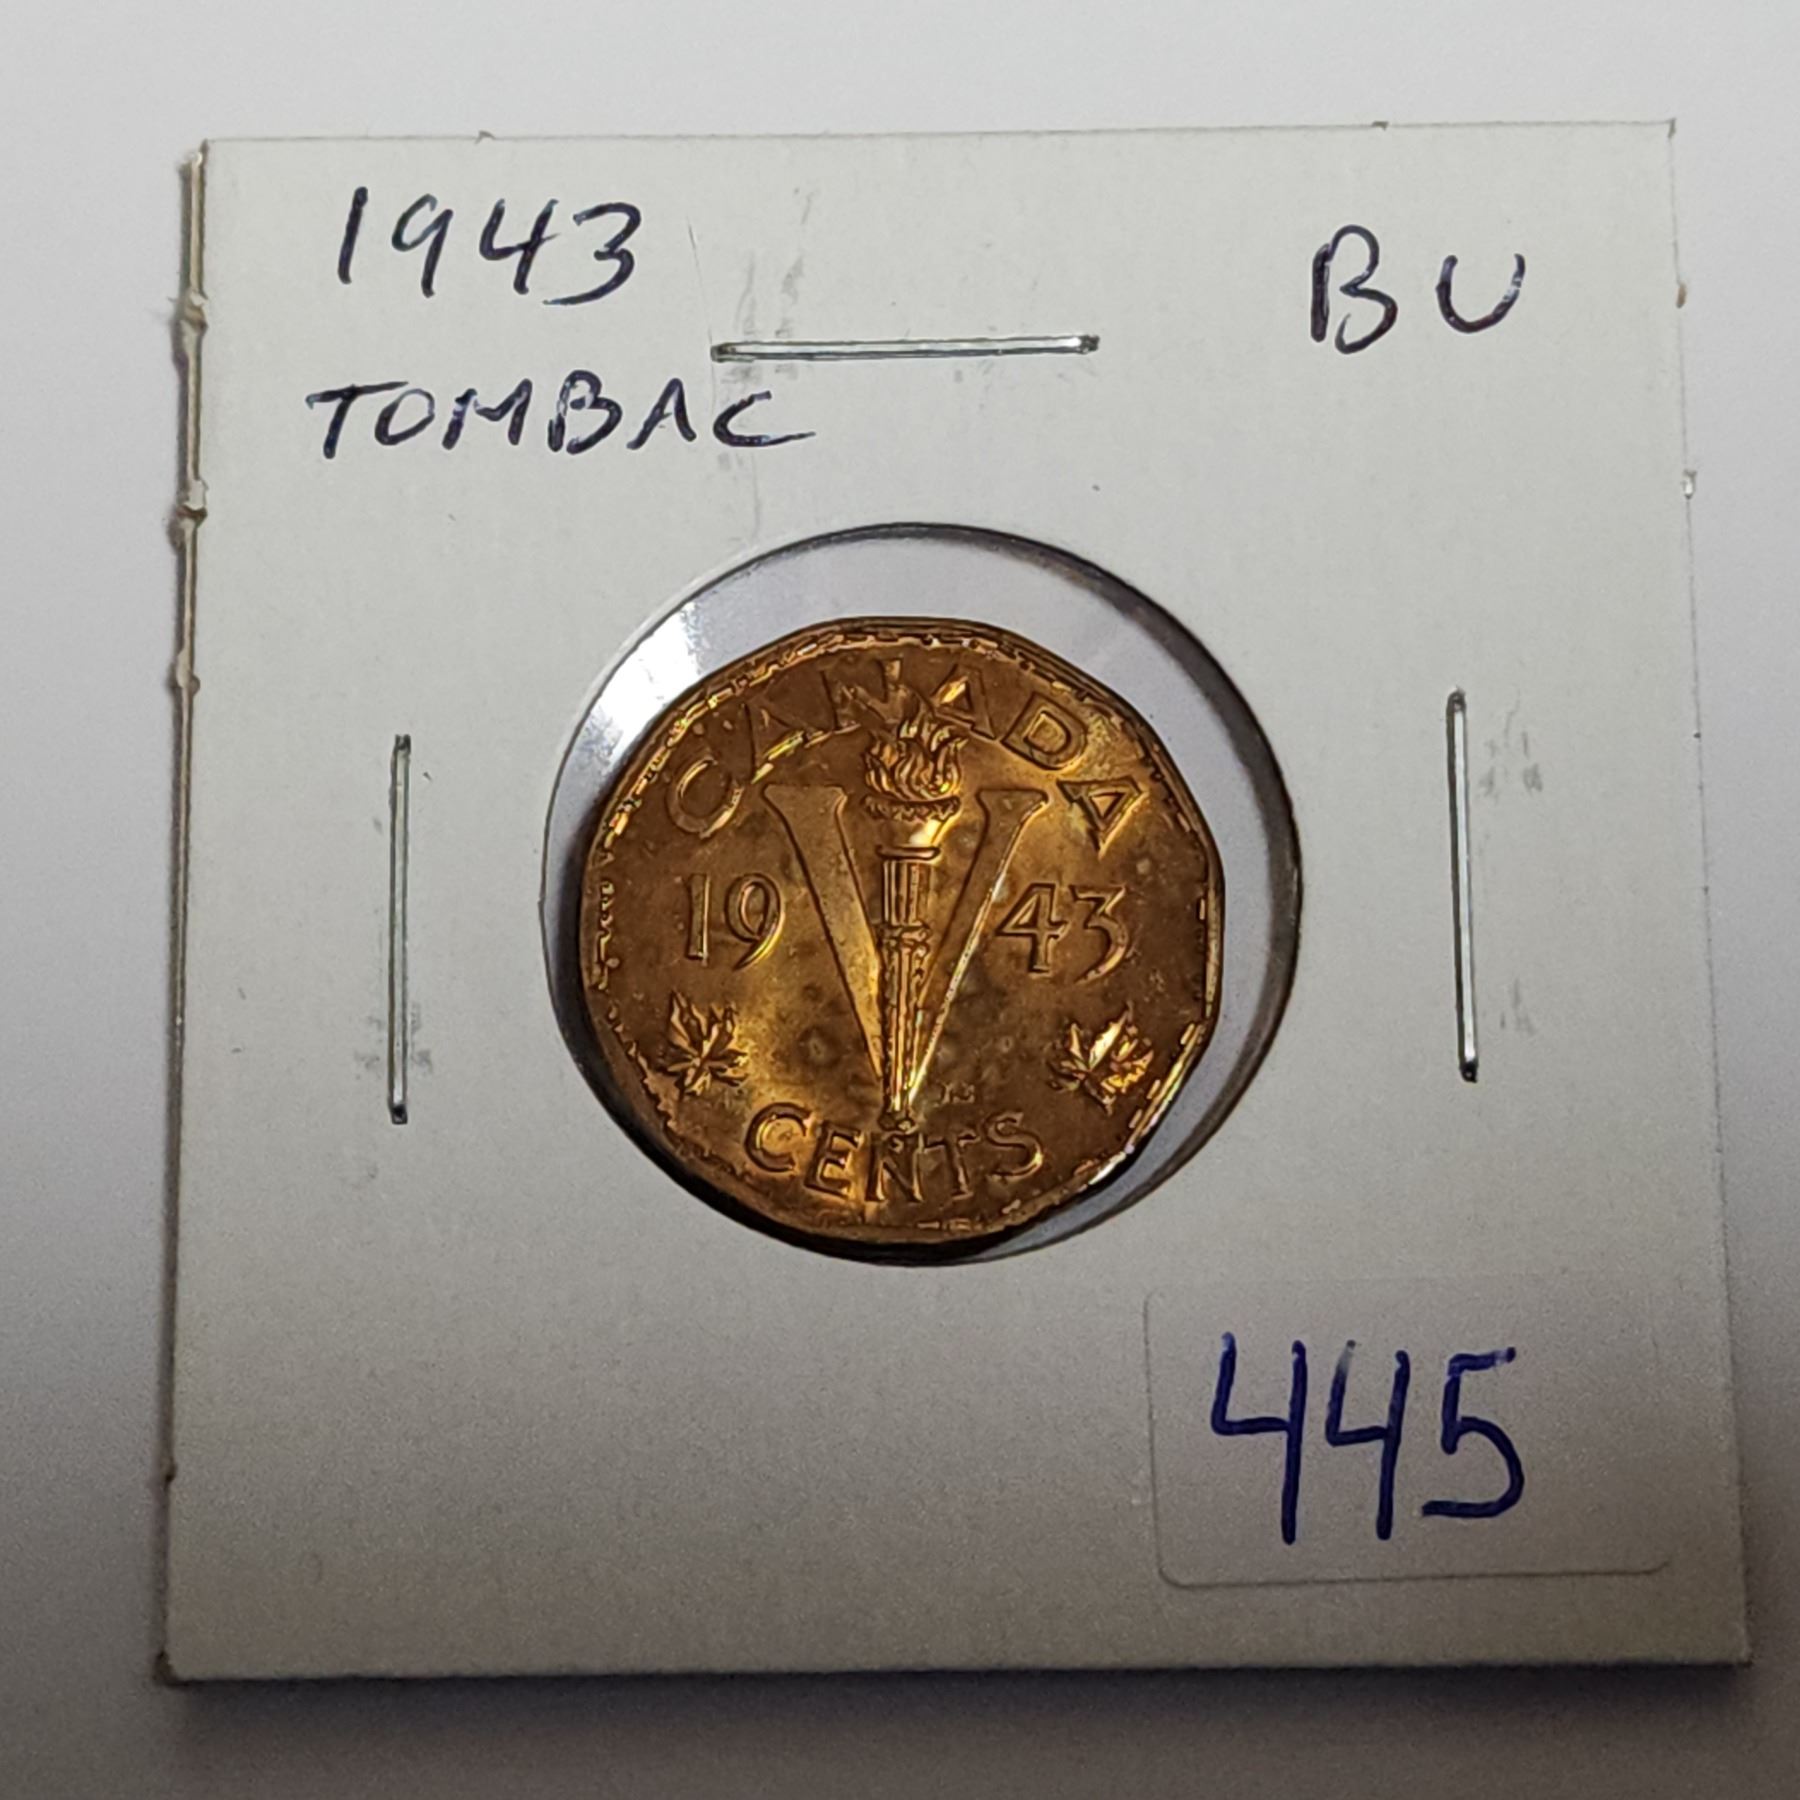 1943 BU
TOMBAC
CANADA
19 43
CENTS
445